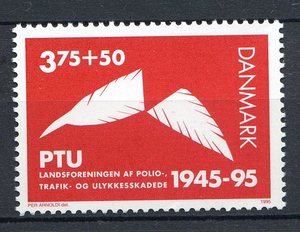 3.75+50
DANMARK
PTU
LANDSFORENINGEN AF POLIO-,
TRAFIK- OG ULYKKESSKADEDE
1945-95
PER ARNOLDI del.
1995